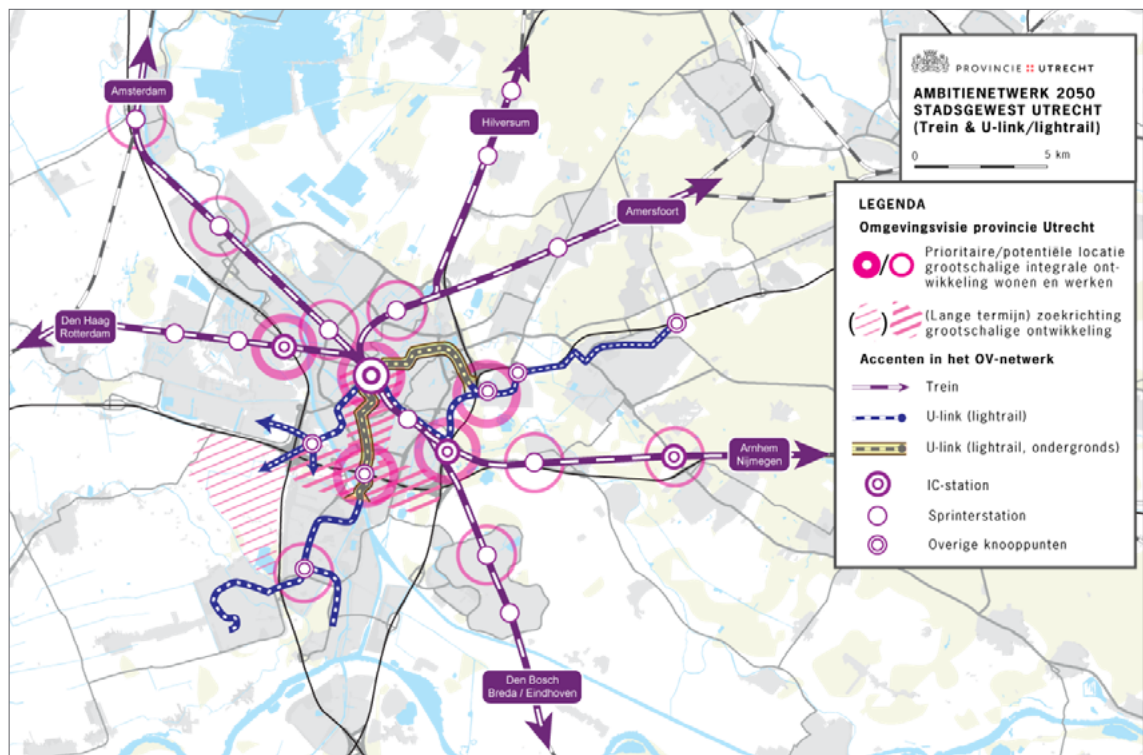 Amsterdam
Hilversum
Amersfoort
Den Haag
Rotterdam
Arnhem
Nijmegen
Den Bosch
Breda / Eindhoven
PROVINCIE UTRECHT
AMBITIENETWERK 2050
STADSGEWEST UTRECHT
(Trein & U-link/lightrail)
0 5 km
LEGENDA
Omgevingsvisie provincie Utrecht
Prioritaire/potentiële locatie
grootschalige integrale ont-
wikkeling wonen en werken
(Lange termijn) zoekrichting
grootschalige ontwikkeling
Accenten in het OV-netwerk
Trein
U-link (lightrail)
U-link (lightrail, ondergronds)
IC-station
Sprinterstation
Overige knooppunten